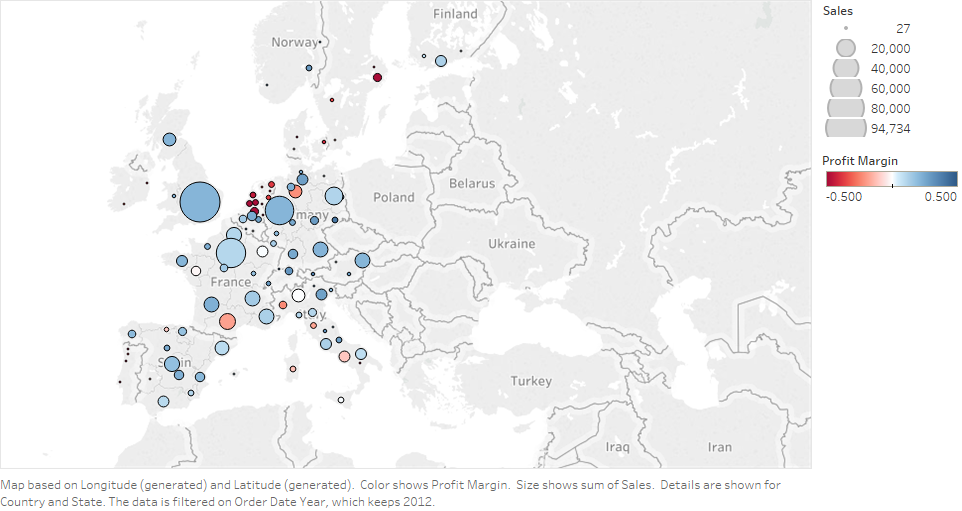 Finland
Norway
Belarus
Poland
many
Ukraine
France
Spain
Turkey
Iraq
Iran
Sales
27
20,000
40,000
60,000
80,000
94,734
Profit Margin
-0.500 0.500
Map based on Longitude (generated) and Latitude (generated). Color shows Profit Margin. Size shows sum of Sales. Details are shown for
Country and State. The data is filtered on Order Date Year, which keeps 2012.